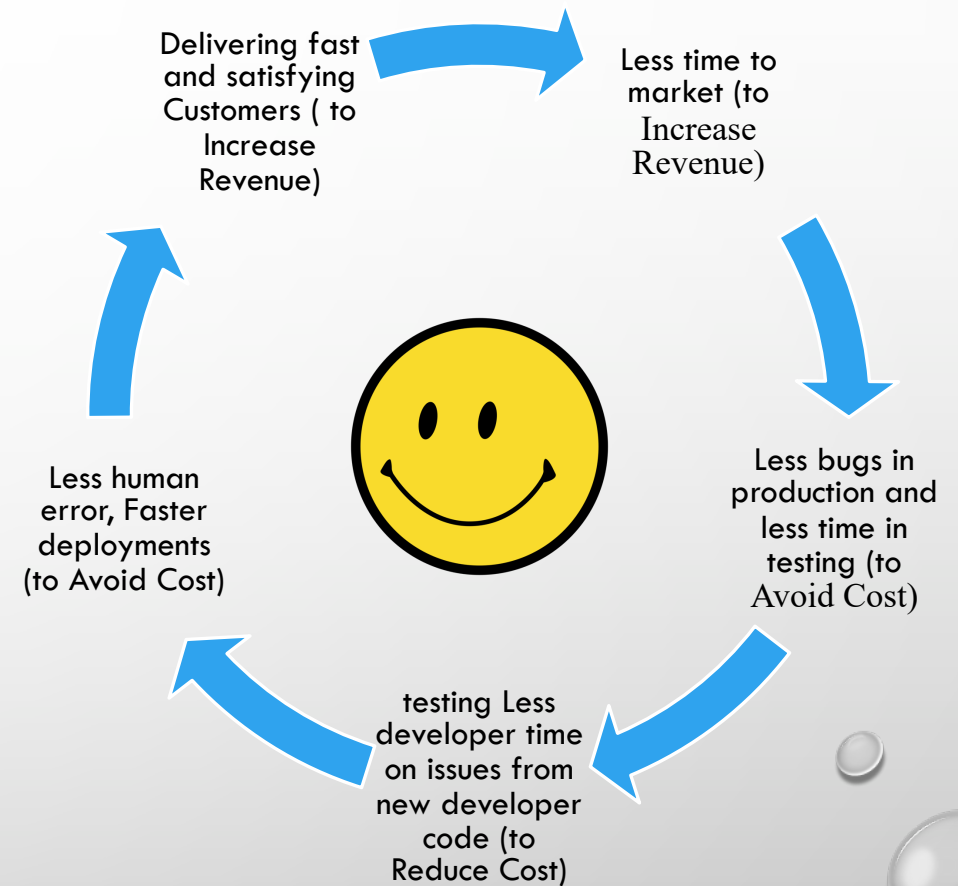 Delivering fast
and satisfying
Customers ( to
Increase
Revenue)
Less time to
market (to
Increase
Revenue)
Less bugs in
production and
less time in
testing (to
Avoid Cost)
testing Less
developer time
on issues from
new developer
code (to
Reduce Cost)
Less human
error, Faster
deployments
(to Avoid Cost)